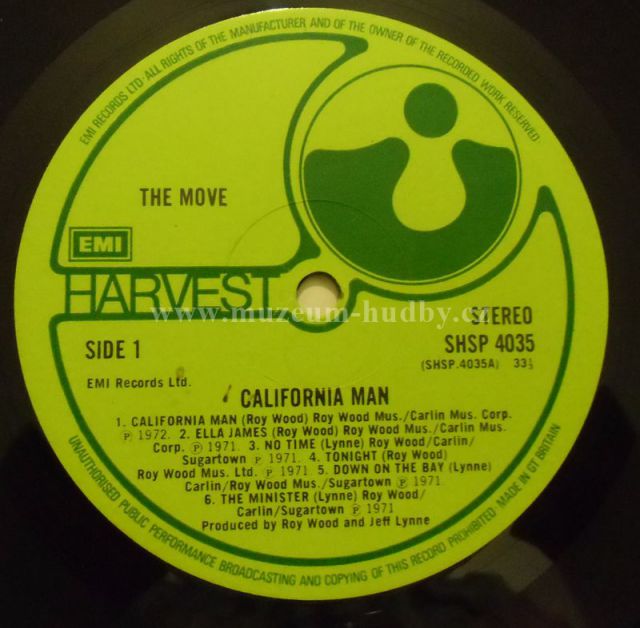 EMI RECORDS LTD·ALL RIGHTS OF THE MANUFACTURER AND OF THE OWNER OF THE RECORDED WORK RESERVED
THE MOVE
EMI
HARVEST
www.muzeum-hudby.cz
STEREO
SIDE 1
SHSP 4035
(SHSP.4035A) 33⅓
EMI Records Ltd.
CALIFORNIA MAN
1. CALIFORNIA MAN (Roy Wood) Roy Wood Mus./Carlin Mus. Corp.
℗ 1972. 2. ELLA JAMES (Roy Wood) Roy Wood Mus./Carlin Mus.
Corp. ℗ 1971. 3. NO TIME (Lynne) Roy Wood/Carlin/
Sugartown ℗ 1971. 4. TONIGHT (Roy Wood)
Roy Wood Mus. Ltd. ℗ 1971 5. DOWN ON THE BAY (Lynne)
Carlin/Roy Wood Mus./Sugartown ℗ 1971
6. THE MINISTER (Lynne) Roy Wood/
Carlin/Sugartown ℗ 1971
Produced by Roy Wood and Jeff Lynne
UNAUTHORISED PUBLIC PERFORMANCE BROADCASTING AND COPYING OF THIS RECORD PROHIBITED · MADE IN GT BRITAIN